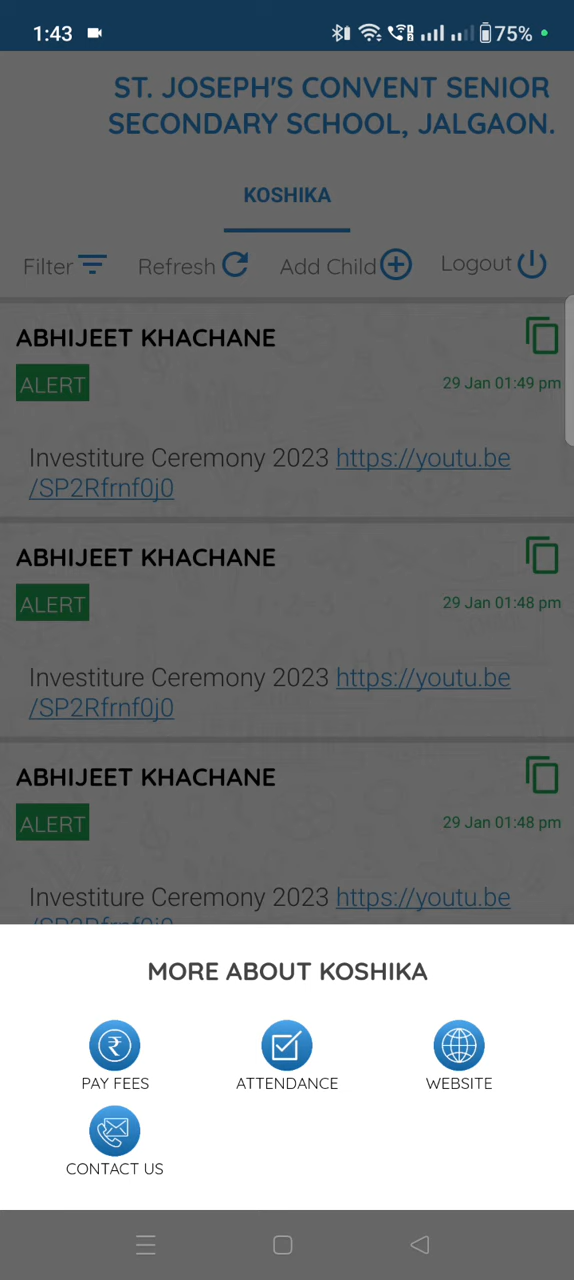 1:43
75%
ST. JOSEPH'S CONVENT SENIOR
SECONDARY SCHOOL, JALGAON.
KOSHIKA
Filter Refresh Add Child Logout
ABHIJEET KHACHANE
ALERT
29 Jan 01:49 pm
Investiture Ceremony 2023 https://youtu.be
/SP2Rfrnf0j0
ABHIJEET KHACHANE
ALERT
29 Jan 01:48 pm
Investiture Ceremony 2023 https://youtu.be
/SP2Rfrnf0j0
ABHIJEET KHACHANE
ALERT
29 Jan 01:48 pm
Investiture Ceremony 2023 https://youtu.be
/SP2Rfrnf0j0
MORE ABOUT KOSHIKA
PAY FEES ATTENDANCE WEBSITE
CONTACT US